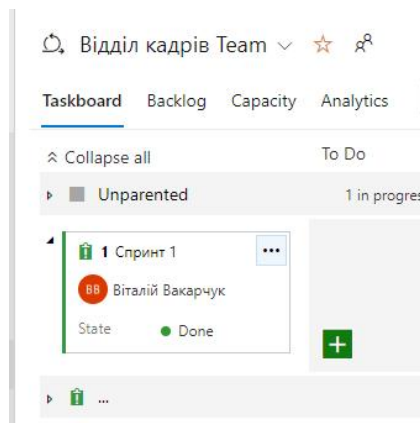 Відділ кадрів Team
Taskboard Backlog Capacity Analytics
Collapse all To Do
Unparented 1 in progres
1 Спринт 1 ...
ВВ Віталій Вакарчук
State Done
+
...